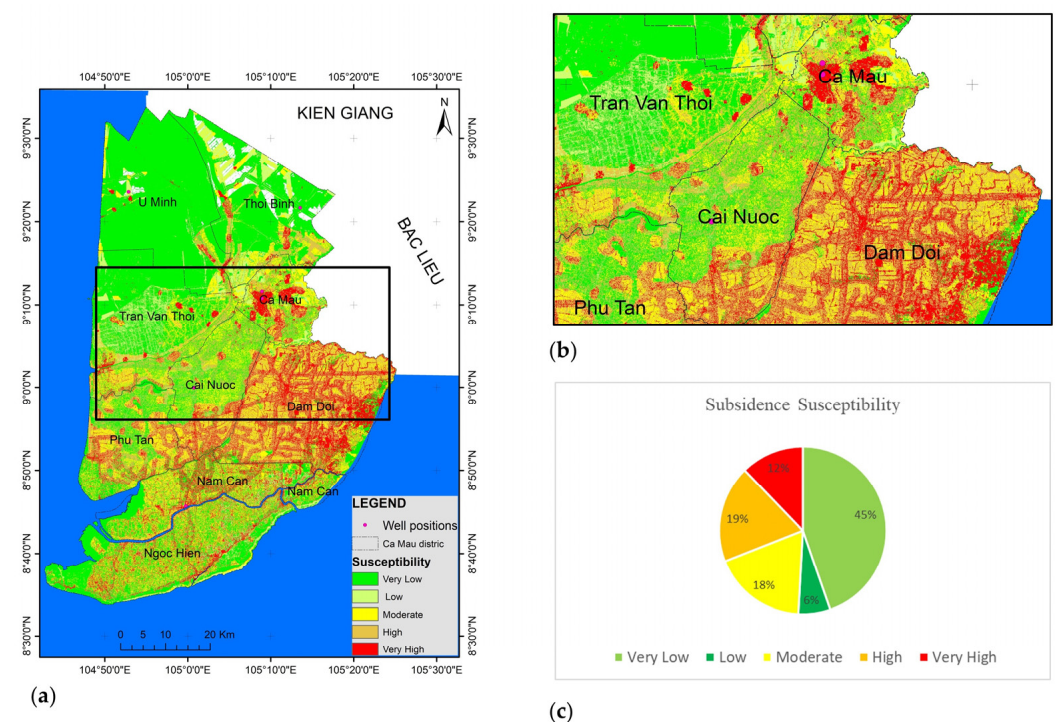 104°50'0"E 105°0'0"E 105°10'0"E 105°20'0"E 105°30'0"E
KIEN GIANG
N
9°30'0"N
9°20'0"N
9°10'0"N
9°0'0"N
8°50'0"N
8°40'0"N
8°30'0"N
U Minh
Thoi Binh
BAC LIEU
Ca Mau
Tran Van Thoi
Cai Nuoc
Dam Doi
Phu Tan
Nam Can
Nam Can
Ngoc Hien
LEGEND
Well positions
Ca Mau distric
Susceptibility
Very Low
Low
Moderate
High
Very High
0 5 10 20 Km
9°30'0"N
9°20'0"N
9°10'0"N
9°0'0"N
8°50'0"N
8°40'0"N
8°30'0"N
104°50'0"E 105°0'0"E 105°10'0"E 105°20'0"E 105°30'0"E
(a)
Ca Mau
Tran Van Thoi
Cai Nuoc
Dam Doi
Phu Tan
(b)
Subsidence Susceptibility
12%
45%
19%
18%
6%
Very Low Low Moderate High Very High
(c)